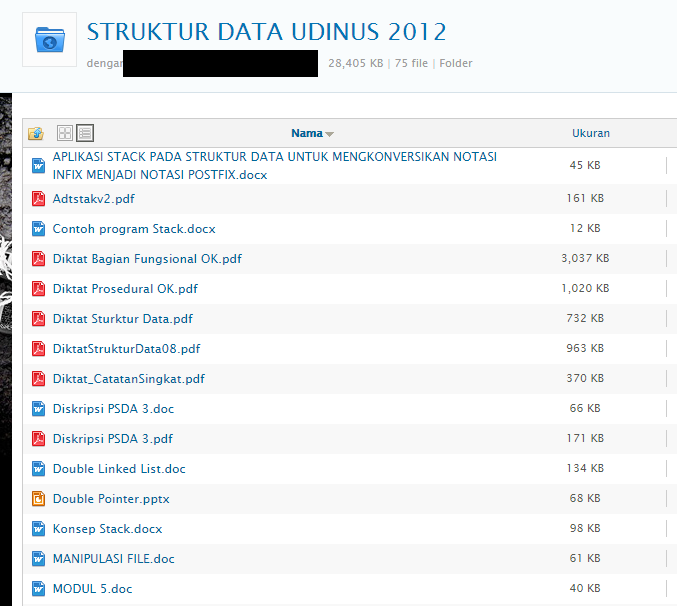 STRUKTUR DATA UDINUS 2012
dengan 28,405 KB | 75 file | Folder
Nama Ukuran
APLIKASI STACK PADA STRUKTUR DATA UNTUK MENGKONVERSIKAN NOTASI
INFIX MENJADI NOTASI POSTFIX.docx 45 KB
Adtstakv2.pdf 161 KB
Contoh program Stack.docx 12 KB
Diktat Bagian Fungsional OK.pdf 3,037 KB
Diktat Prosedural OK.pdf 1,020 KB
Diktat Sturktur Data.pdf 732 KB
DiktatStrukturData08.pdf 963 KB
Diktat_CatatanSingkat.pdf 370 KB
Diskripsi PSDA 3.doc 66 KB
Diskripsi PSDA 3.pdf 171 KB
Double Linked List.doc 134 KB
Double Pointer.pptx 68 KB
Konsep Stack.docx 98 KB
MANIPULASI FILE.doc 61 KB
MODUL 5.doc 40 KB